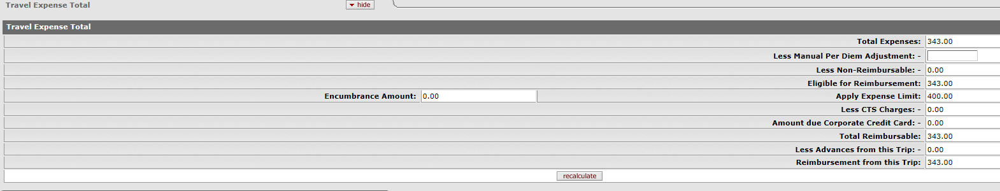 Travel Expense Total
hide
Travel Expense Total
Total Expenses: 343.00
Less Manual Per Diem Adjustment: -
Less Non-Reimbursable: - 0.00
Eligible for Reimbursement: 343.00
Encumbrance Amount: 0.00 Apply Expense Limit: 400.00
Less CTS Charges: - 0.00
Amount due Corporate Credit Card: - 0.00
Total Reimbursable: 343.00
Less Advances from this Trip: - 0.00
Reimbursement from this Trip: 343.00
recalculate